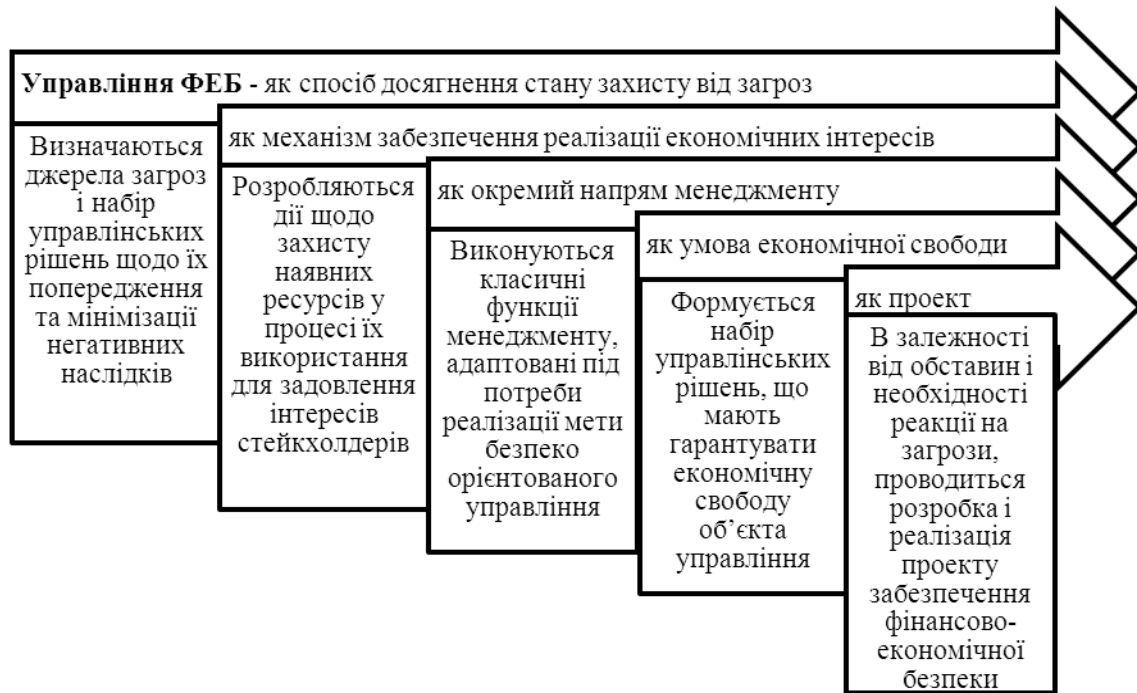 Управління ФЕБ - як спосіб досягнення стану захисту від загроз
Визначаються
джерела загроз
і набір
управлінських
рішень щодо їх
попередження
та мінімізації
негативних
наслідків
як механізм забезпечення реалізації економічних інтересів
Розробляються
дії щодо
захисту
наявних
ресурсів у
процесі їх
використання
для задовлення
інтересів
стейкхолдерів
як окремий напрям менеджменту
Виконуються
класичні
функції
менеджменту,
адаптовані під
потреби
реалізації мети
безпеко
орієнтованого
управління
як умова економічної свободи
Формується
набір
управлінських
рішень, що
мають
гарантувати
економічну
свободу
об’єкта
управління
як проект
В залежності
від обставин і
необхідності
реакції на
загрози,
проводиться
розробка і
реалізація
проекту
забезпечення
фінансово-
економічної
безпеки